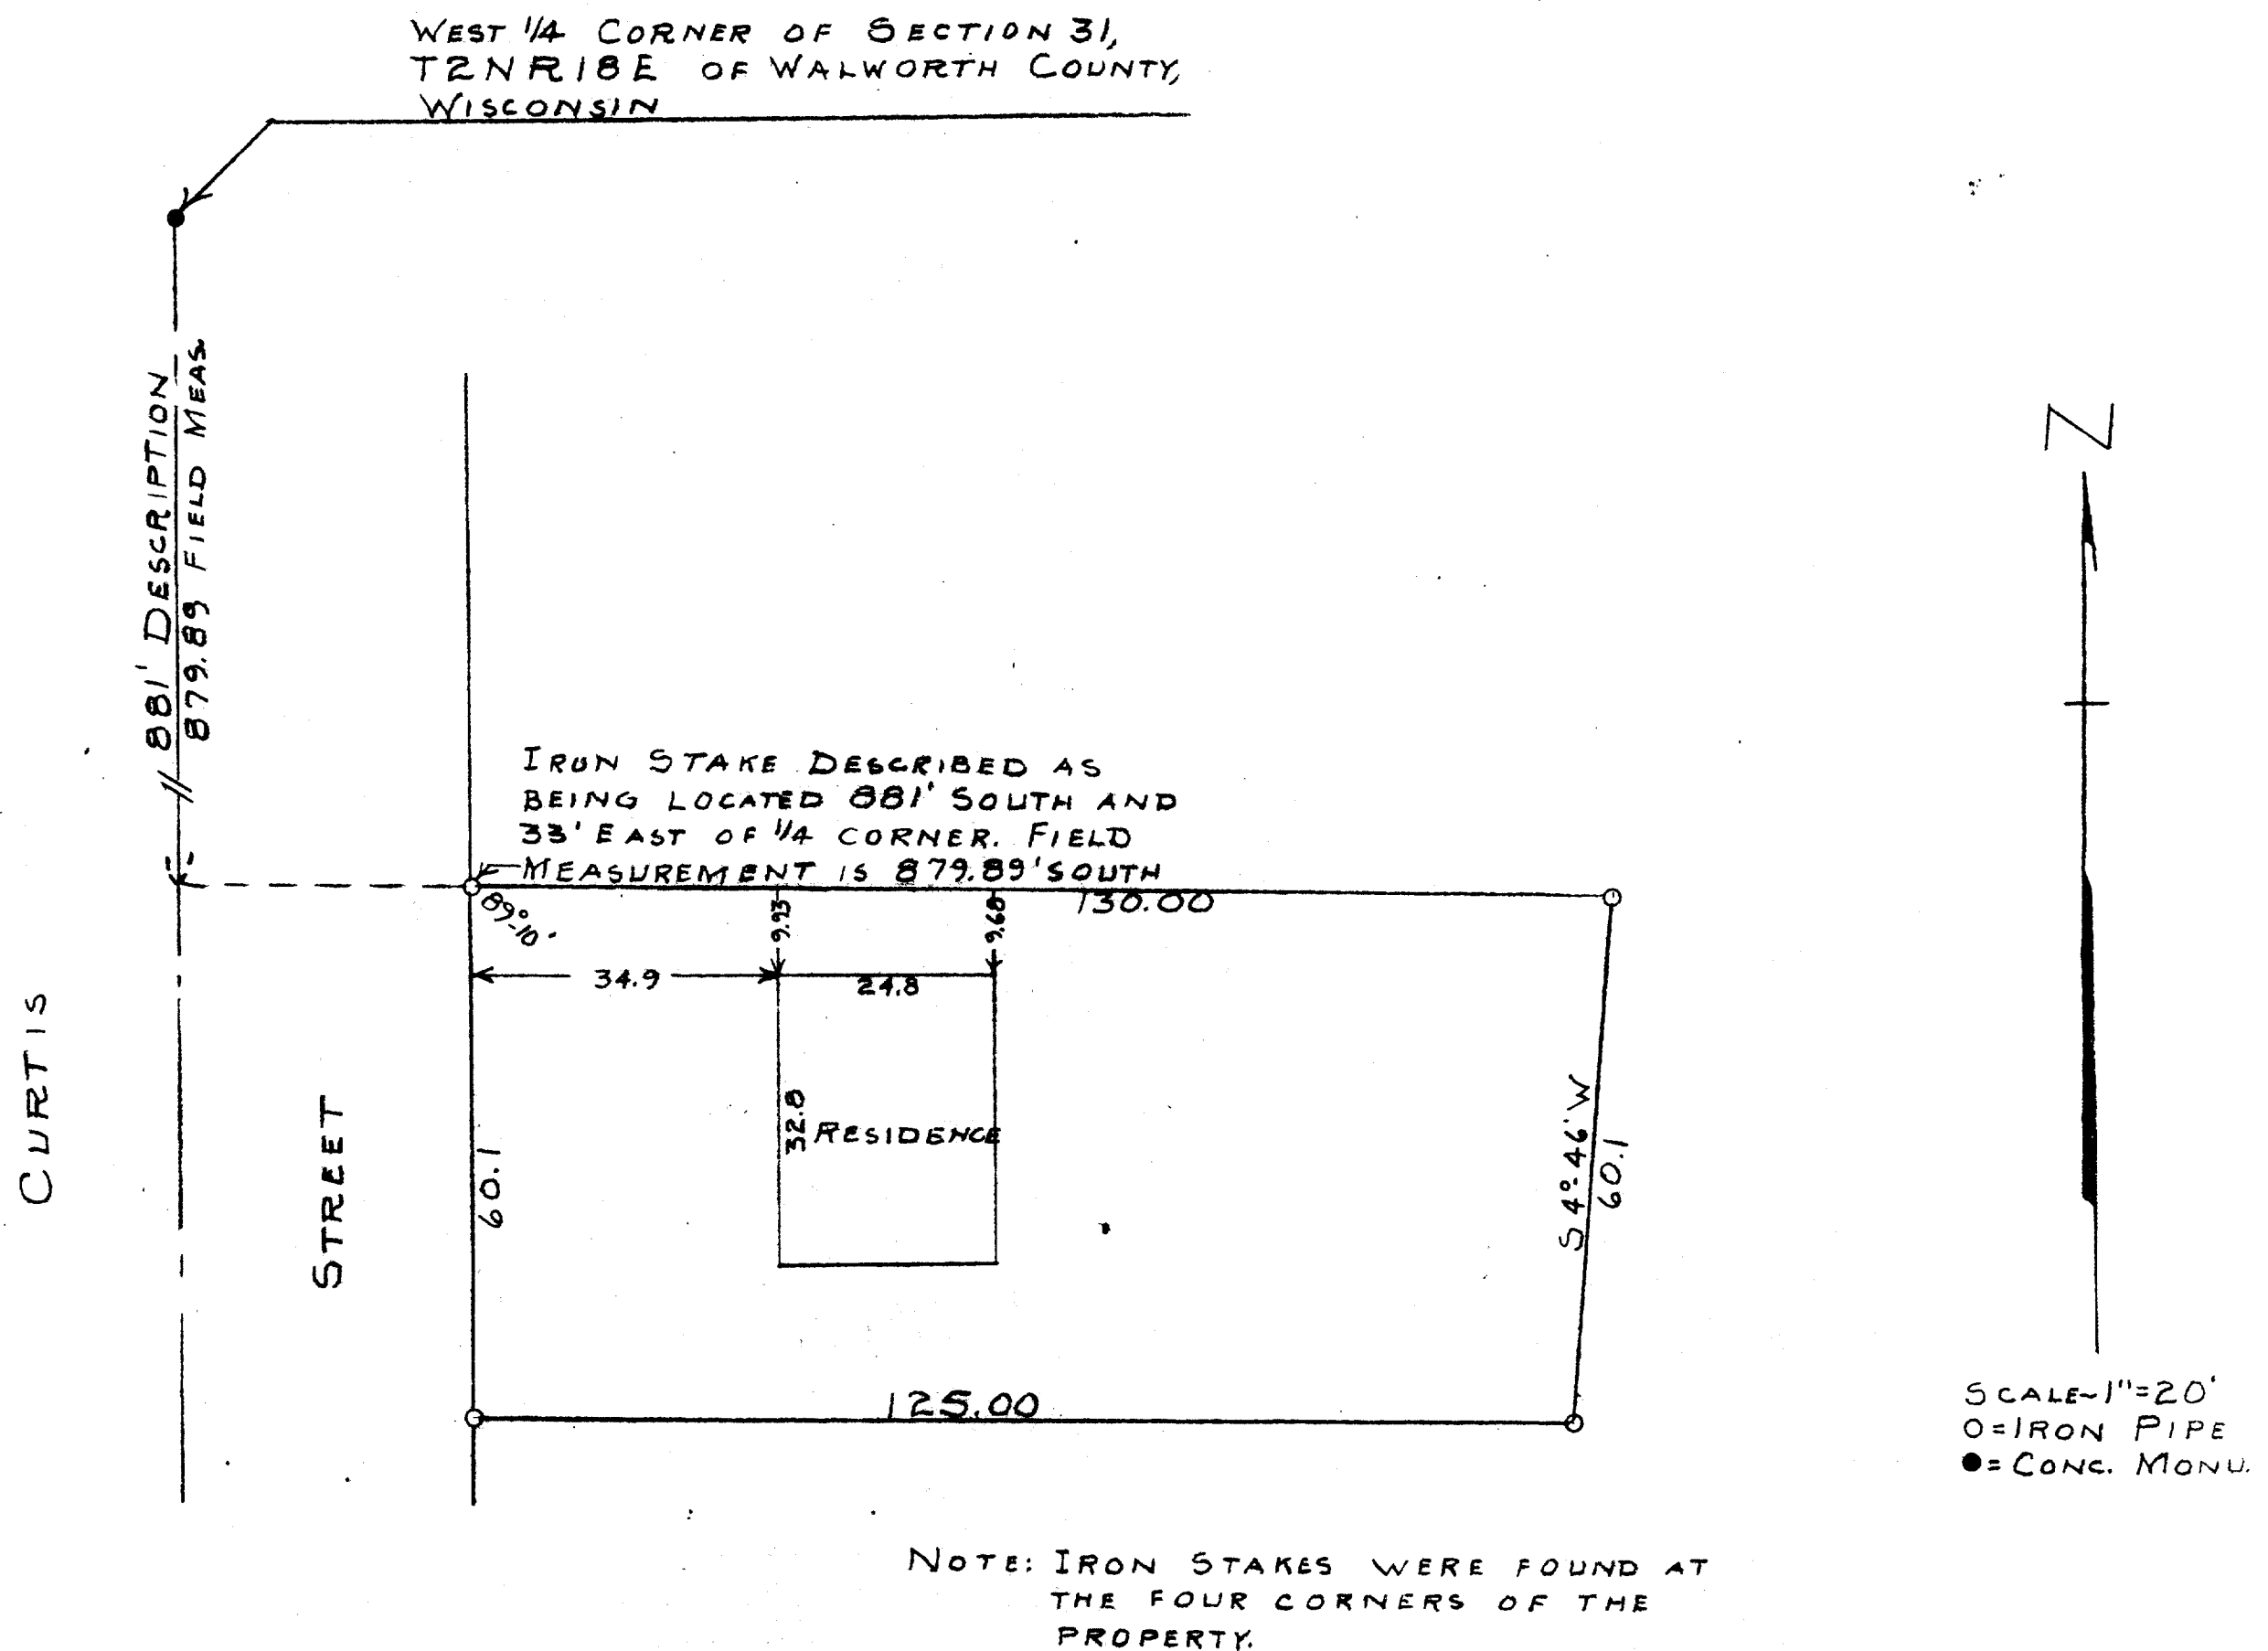 WEST 1/4 CORNER OF SECTION 31,
T2NR18E OF WALWORTH COUNTY,
WISCONSIN
881' DESCRIPTION
879.89 FIELD MEAS.
N
IRON STAKE DESCRIBED AS
BEING LOCATED 881' SOUTH AND
33' EAST OF 1/4 CORNER. FIELD
MEASUREMENT IS 879.89' SOUTH
130.00
89°-10'
9.93
9.68
34.9
24.8
32.8
RESIDENCE
CURTIS
STREET
60.1
S 4°-46' W
60.1
125.00
SCALE~1"=20'
O=IRON PIPE
●=CONC. MONU.
NOTE: IRON STAKES WERE FOUND AT
THE FOUR CORNERS OF THE
PROPERTY.